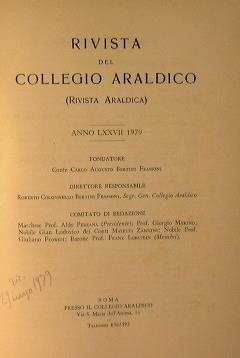 RIVISTA
DEL
COLLEGIO ARALDICO
(RIVISTA ARALDICA)
ANNO LXXVII 1979
FONDATORE
Conte CARLO AUGUSTO BERTINI FRASSONI
DIRETTORE RESPONSABILE
ROBERTO COLONNELLO BERTINI FRASSONI, Segr. Gen. Collegio Araldico
COMITATO DI REDAZIONE
Marchese Prof. ALDO PEZZANA (Presidente); Prof. GIORGIO
Nobile GIAN LODOVICO dei Conti MASETTI ZANNINI; Nobile Prof.
GIULIANO FLORIDI; Barone Prof. FRANZ LOBSTEIN (Membri).
ROMA
PRESSO IL COLLEGIO ARALDICO
Via S. Maria dell'Anima, 16
marzo 1979